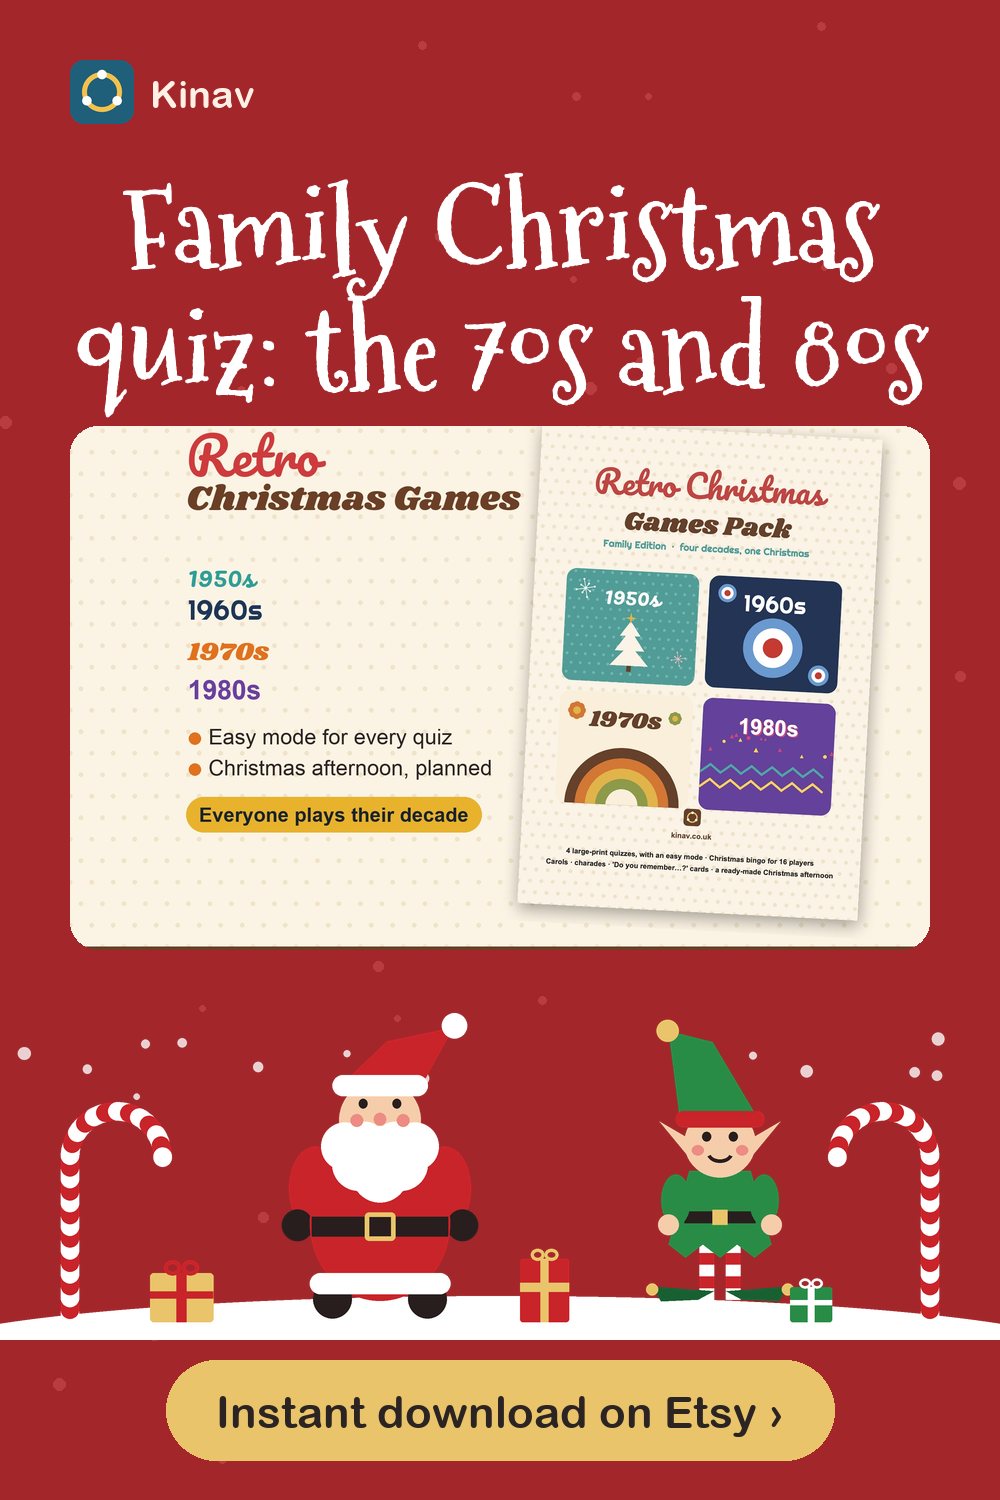 Kinav
Family Christmas
quiz: the 70s and 80s
Retro
Christmas Games
1950s
1960s
1970s
1980s
Easy mode for every quiz
Christmas afternoon, planned
Everyone plays their decade
Retro Christmas
Games Pack
Family Edition · four decades, one Christmas
1950s
1960s
1970s
1980s
kinav.co.uk
4 large-print quizzes, with an easy mode · Christmas bingo for 16 players
Carols · charades · 'Do you remember...?' cards · a ready-made Christmas afternoon
Instant download on Etsy ›